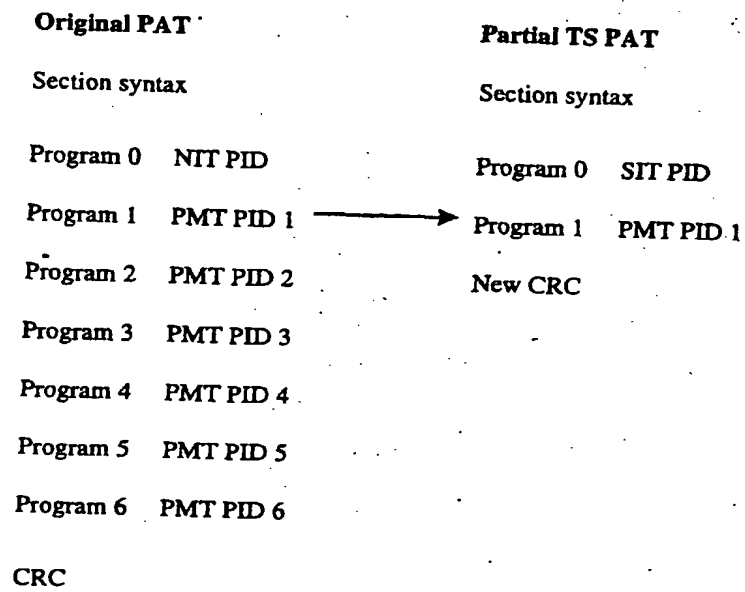 Original PAT
Section syntax
Program 0 NIT PID
Program 1 PMT PID 1
Program 2 PMT PID 2
Program 3 PMT PID 3
Program 4 PMT PID 4
Program 5 PMT PID 5
Program 6 PMT PID 6
CRC
Partial TS PAT
Section syntax
Program 0 SIT PID
Program 1 PMT PID 1
New CRC